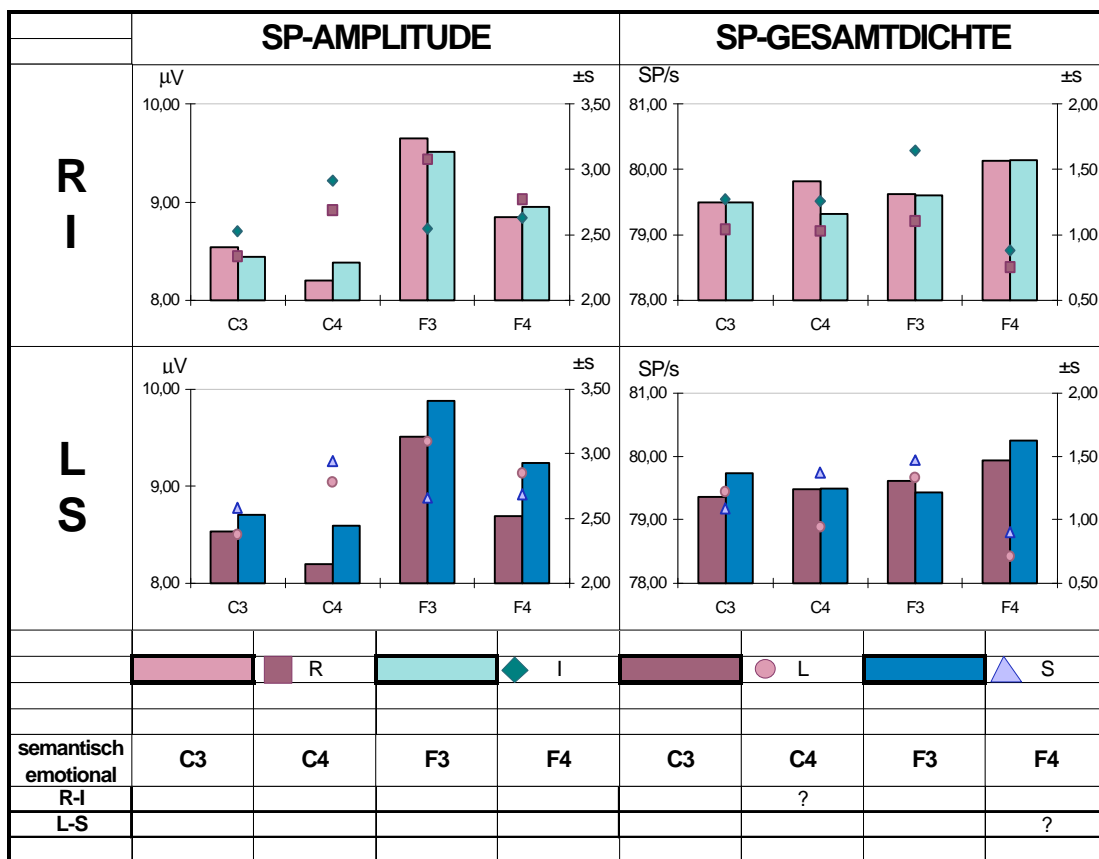 SP-AMPLITUDE SP-GESAMTDICHTE
R
I
µV ±s
10,00 3,50
9,00 3,00
8,00 2,50
2,00
C3 C4 F3 F4
SP/s ±s
81,00 2,00
80,00 1,50
79,00 1,00
78,00 0,50
C3 C4 F3 F4
L
S
µV ±s
10,00 3,50
9,00 3,00
8,00 2,50
2,00
C3 C4 F3 F4
SP/s ±s
81,00 2,00
80,00 1,50
79,00 1,00
78,00 0,50
C3 C4 F3 F4
R I L S
semantisch
emotional C3 C4 F3 F4 C3 C4 F3 F4
R-I ?
L-S ?